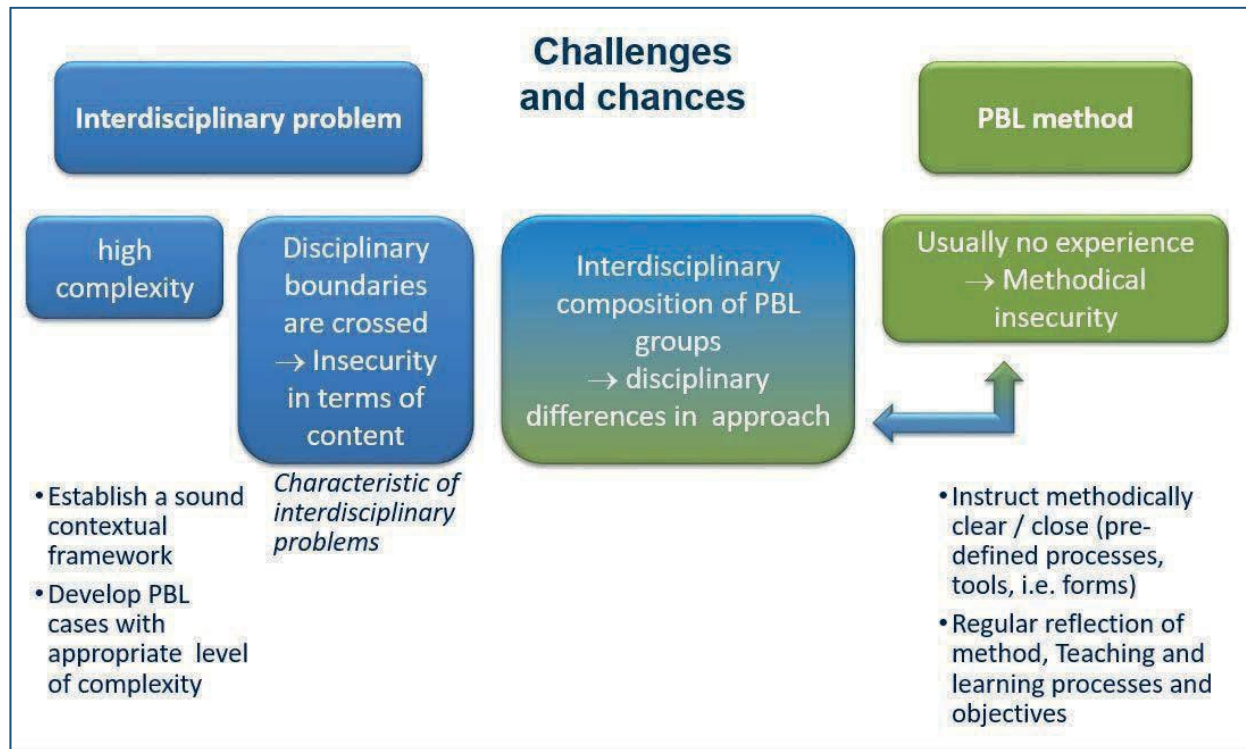 Challenges
and chances
Interdisciplinary problem
PBL method
high
complexity
Disciplinary
boundaries
are crossed
→ Insecurity
in terms of
content
Interdisciplinary
composition of PBL
groups
→ disciplinary
differences in approach
Usually no experience
→ Methodical
insecurity
• Establish a sound
contextual
framework
• Develop PBL
cases with
appropriate level
of complexity
Characteristic of
interdisciplinary
problems
• Instruct methodically
clear / close (pre-
defined processes,
tools, i.e. forms)
• Regular reflection of
method, Teaching and
learning processes and
objectives